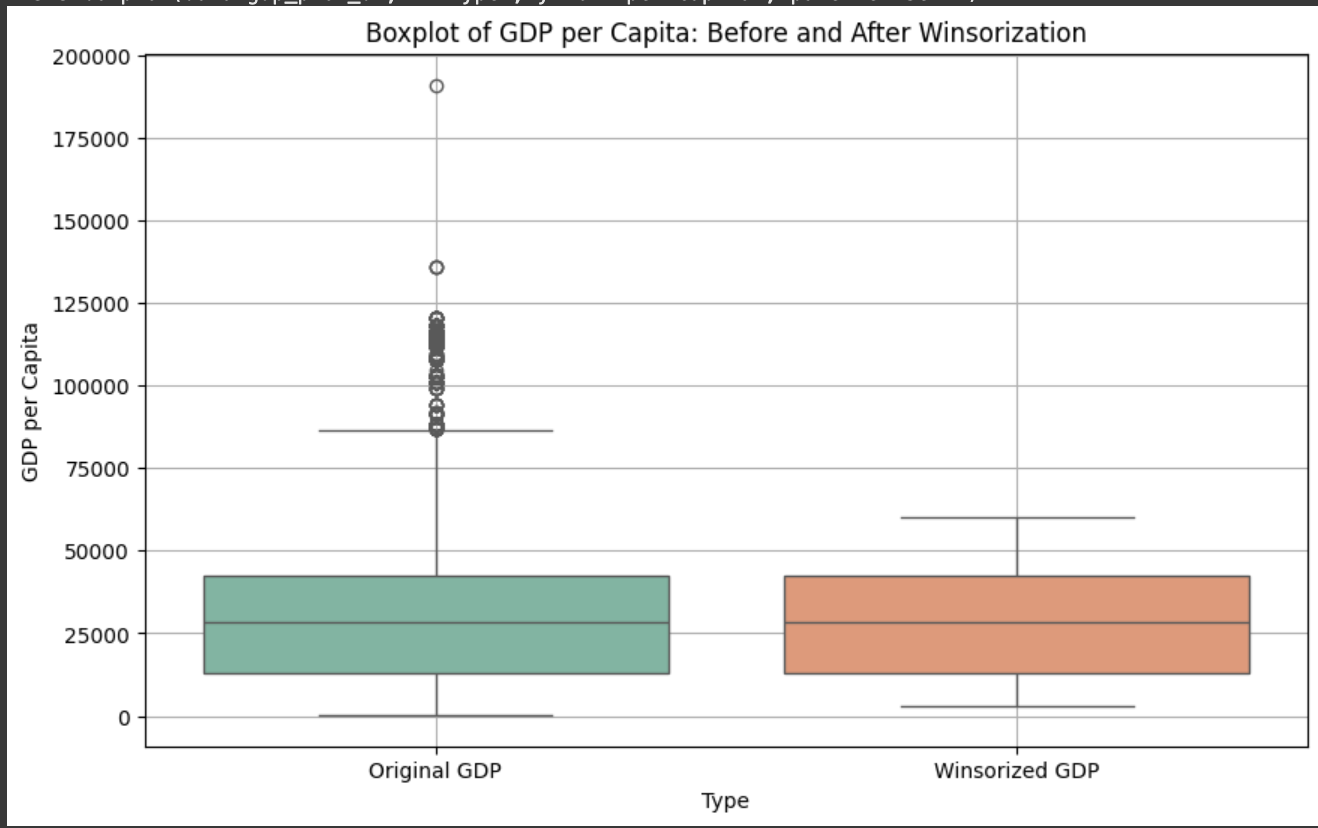 Boxplot of GDP per Capita: Before and After Winsorization
200000
175000
150000
125000
100000
75000
50000
25000
0
GDP per Capita
Original GDP
Winsorized GDP
Type